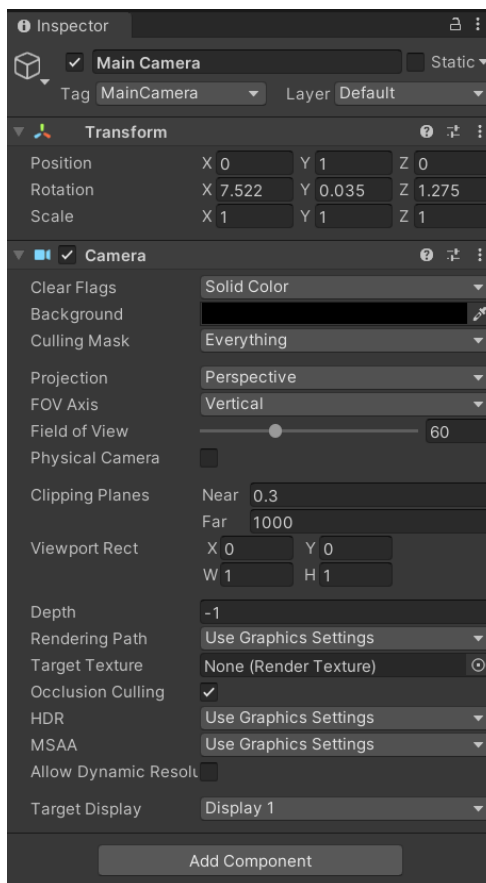 Inspector
Main Camera Static
Tag MainCamera Layer Default
Transform
Position X 0 Y 1 Z 0
Rotation X 7.522 Y 0.035 Z 1.275
Scale X 1 Y 1 Z 1
Camera
Clear Flags Solid Color
Background
Culling Mask Everything
Projection Perspective
FOV Axis Vertical
Field of View 60
Physical Camera
Clipping Planes Near 0.3
Far 1000
Viewport Rect X 0 Y 0
W 1 H 1
Depth -1
Rendering Path Use Graphics Settings
Target Texture None (Render Texture)
Occlusion Culling
HDR Use Graphics Settings
MSAA Use Graphics Settings
Allow Dynamic Resolu
Target Display Display 1
Add Component